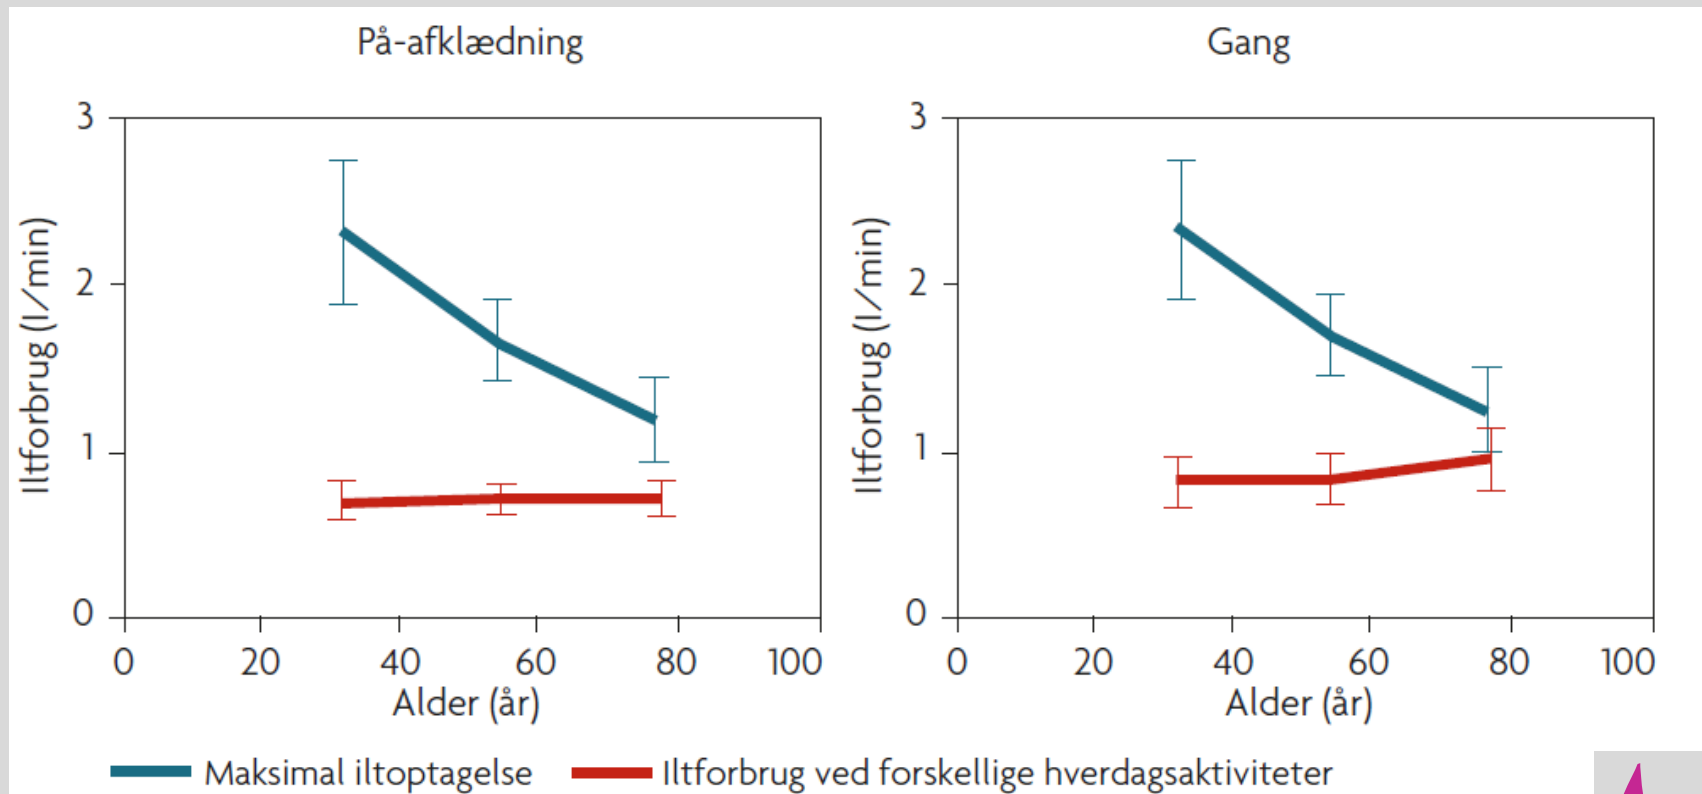 På-afklædning
3
2
1
0
Iltforbrug (l/min)
0 20 40 60 80 100
Alder (år)
Gang
3
2
1
0
Iltforbrug (l/min)
0 20 40 60 80 100
Alder (år)
Maksimal iltoptagelse
Iltforbrug ved forskellige hverdagsaktiviteter